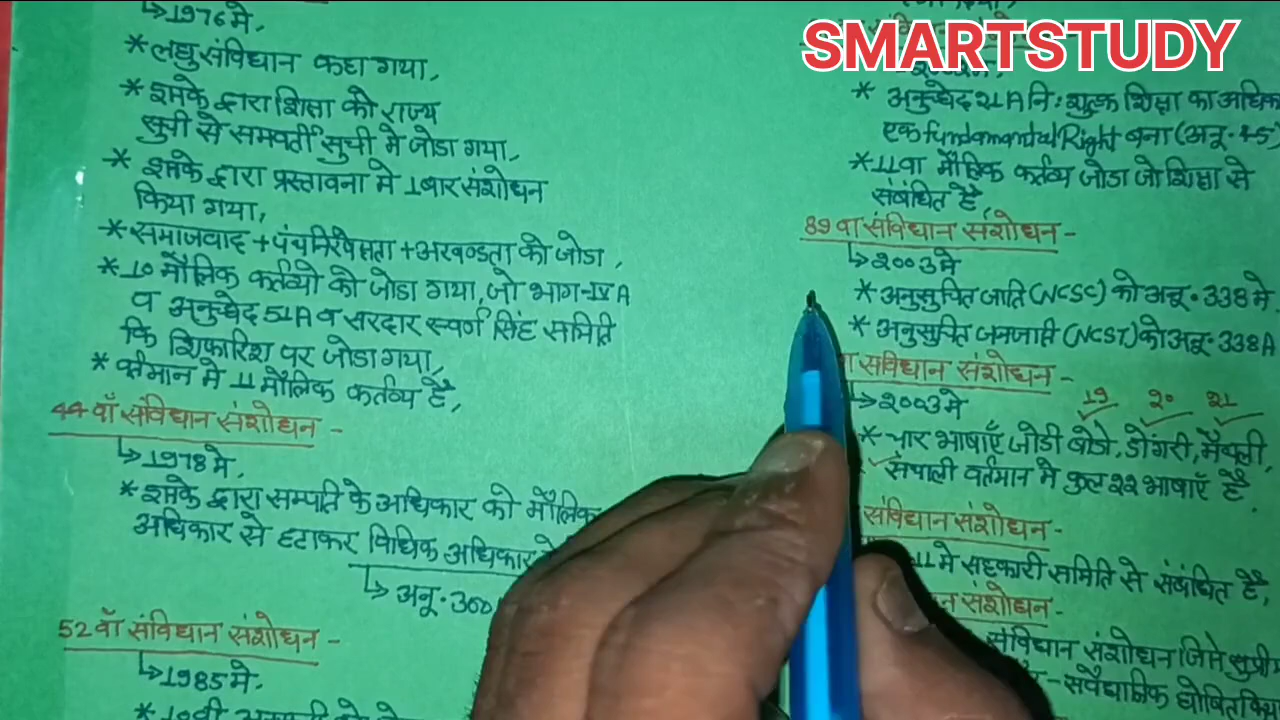 SMARTSTUDY
↳ 1976 मे,
* लघु संविधान कहा गया,
* इसके द्वारा शिक्षा को राज्य
सुची से समवर्ती सुची मे जोडा गया,
* इसके द्वारा प्रस्तावना मे 1 बार संशोधन
किया गया,
* समाजवाद + पंथनिरपेक्षता + अखण्डता को जोडा,
* 10 मौलिक कर्तव्यो को जोडा गया, जो भाग-IV A
व अनुच्छेद 51A व सरदार स्वर्ण सिंह समिति
कि शिफारिश पर जोडा गया,
* वर्तमान मे 11 मौलिक कर्तव्य है,
44 वाँ संविधान संशोधन -
↳ 1978 मे,
* इसके द्वारा सम्पति के अधिकार को मौलिक
अधिकार से हटाकर विधिक अधिकार
↳ अनू. 300
52 वाँ संविधान संशोधन -
↳ 1985 मे,
* अनुच्छेद 21A नि: शुल्क शिक्षा का अधिक
एक fundamental Right बना (अनू. 45)
* 11 वा मौलिक कर्तव्य जोडा जो शिक्षा से
संबंधित है,
89 वा संविधान संशोधन -
↳ 2003 मे
* अनुसुचित जाति (NCSC) को अनू. 338 मे
* अनुसुचित जनजाति (NCST) को अनू. 338A
वा संविधान संशोधन -
↳ 2003 मे
19 20 21
* चार भाषाएँ जोडी बोडो, डोंगरी, मैथली,
संथाली वर्तमान मे कुल 22 भाषाएँ है.
संविधान संशोधन -
11 मे सहकारी समिति से संबंधित है,
संशोधन -
संविधान संशोधन जिसे सुप्री
- संवैधानिक घोषित किय